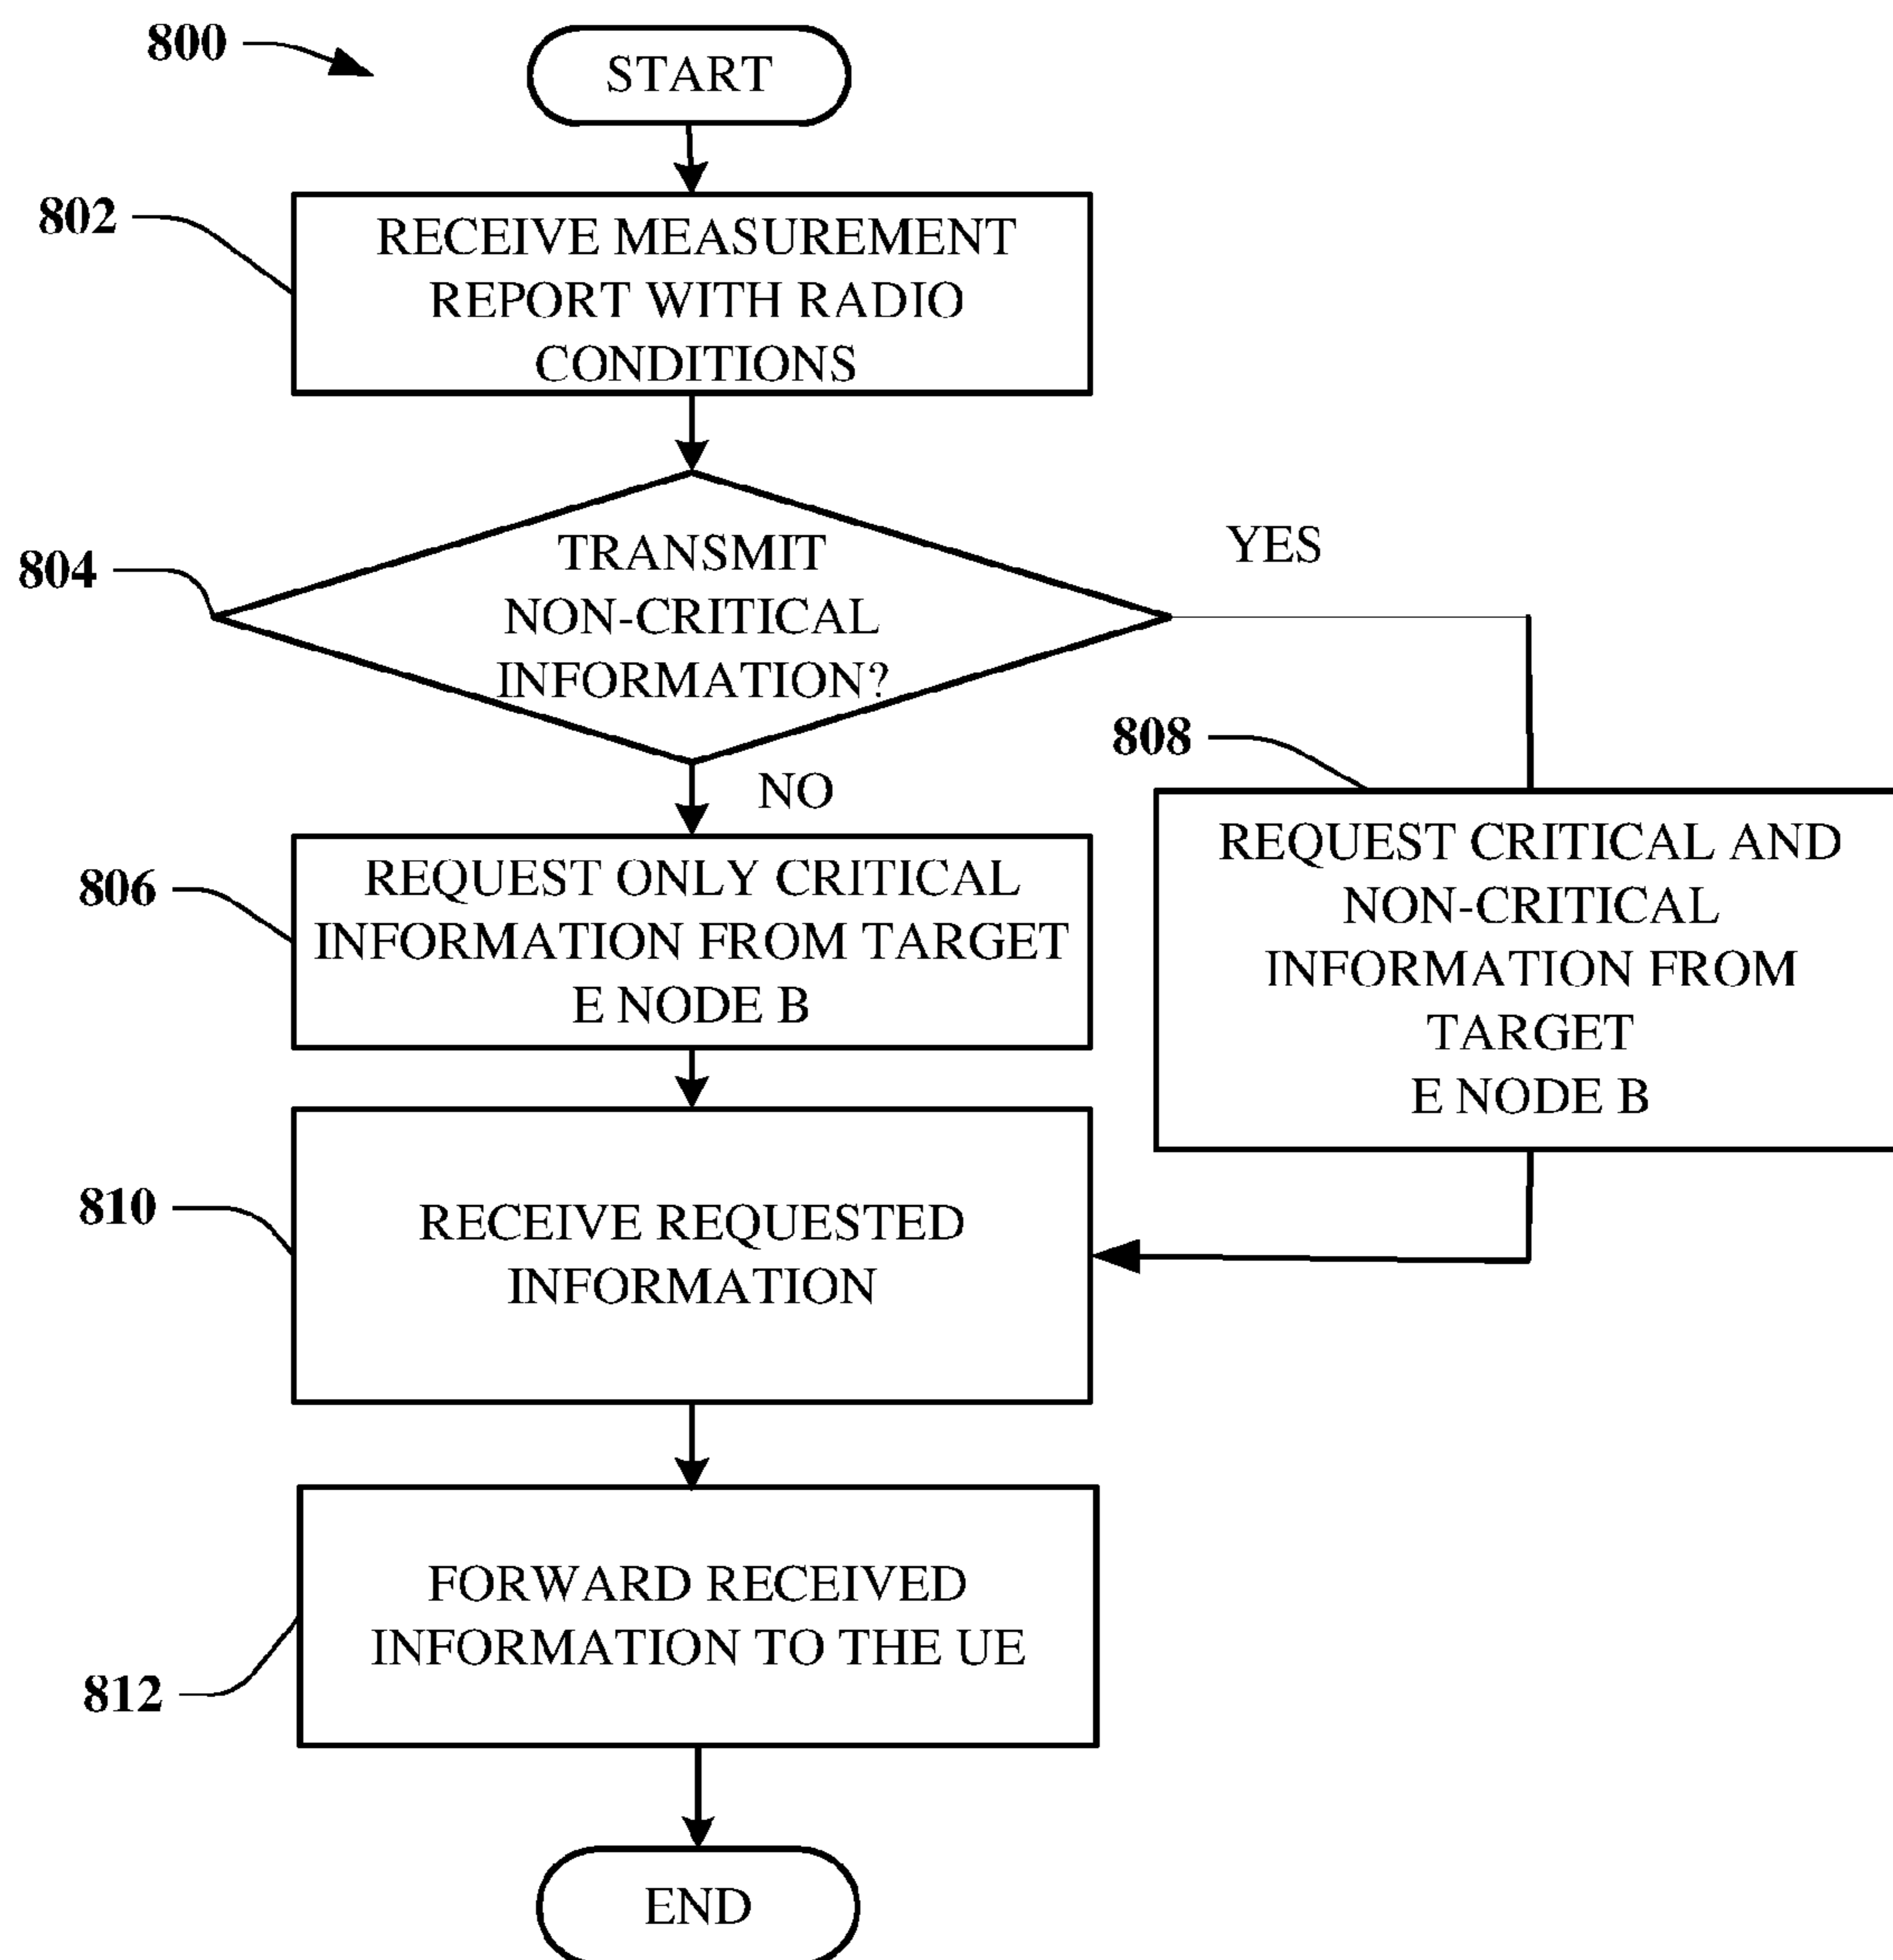 800
START
802
RECEIVE MEASUREMENT
REPORT WITH RADIO
CONDITIONS
804
TRANSMIT
NON-CRITICAL
INFORMATION?
YES
NO
806
REQUEST ONLY CRITICAL
INFORMATION FROM TARGET
E NODE B
808
REQUEST CRITICAL AND
NON-CRITICAL
INFORMATION FROM
TARGET
E NODE B
810
RECEIVE REQUESTED
INFORMATION
812
FORWARD RECEIVED
INFORMATION TO THE UE
END